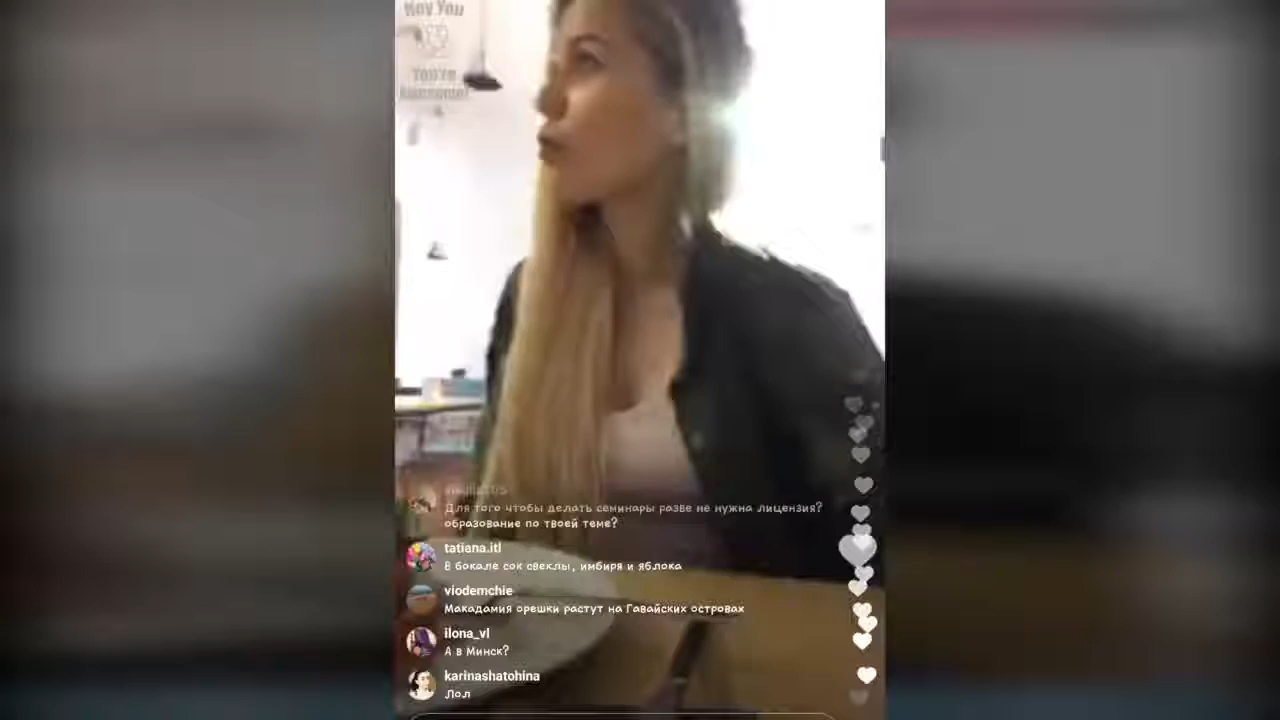 Hey You
You're
Awesome!
Для того чтобы делать семинары разве не нужна лицензия?
образование по твоей теме?
tatiana.itl
В бокале сок свеклы, имбиря и яблока
viodemchie
Макадамия орешки растут на Гавайских островах
ilona_vl
А в Минск?
karinashatohina
Лол